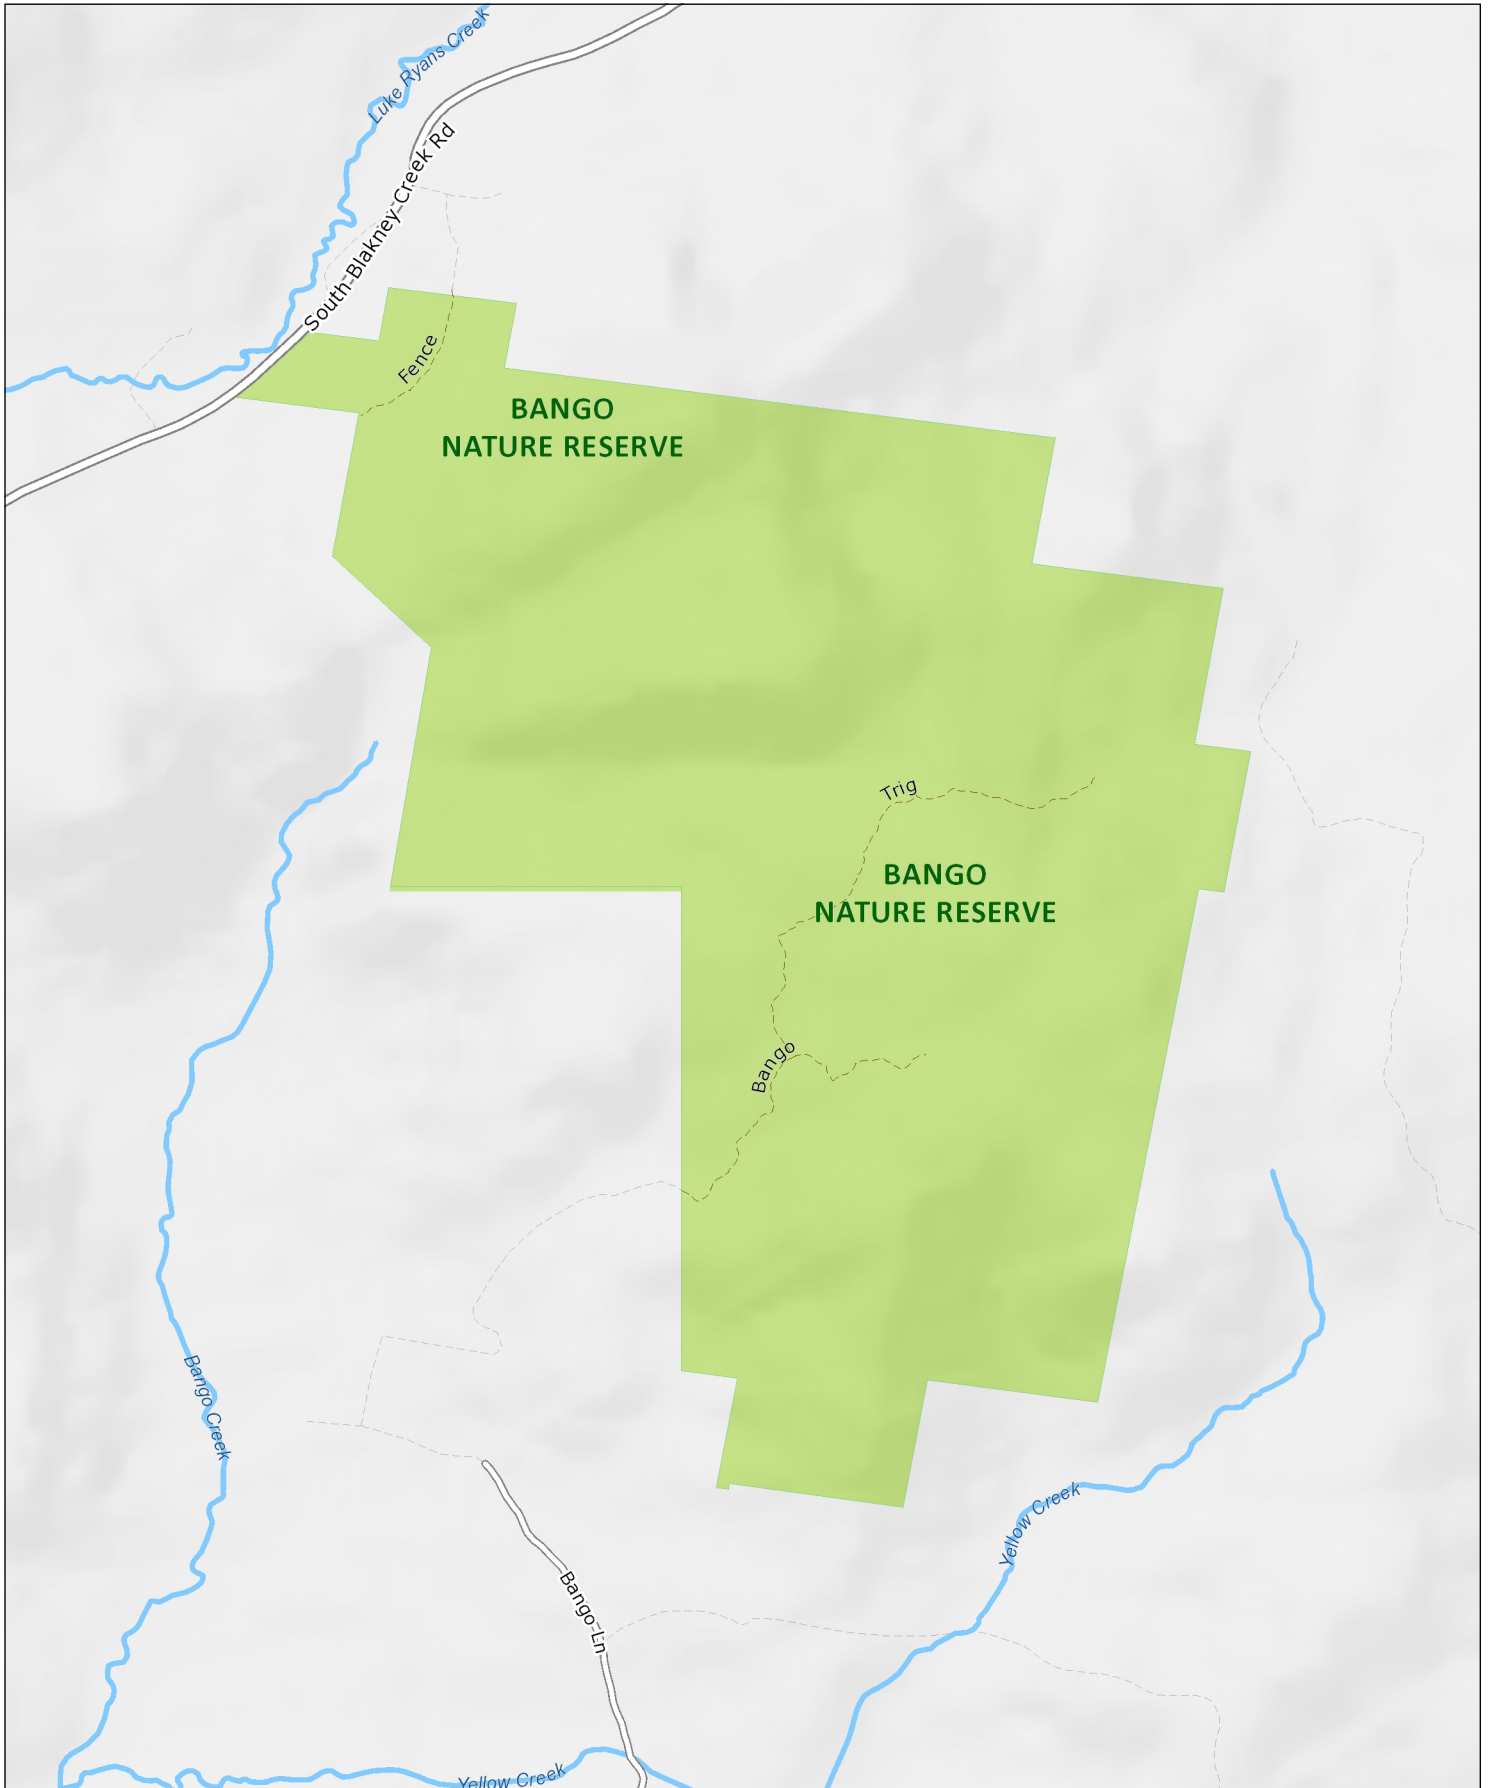 Luke Ryans Creek
South-Blakney-Creek Rd
Fence
BANGO
NATURE RESERVE
Trig
BANGO
NATURE RESERVE
Bango
Bango Creek
Yellow Creek
Bango-Ln
Yellow Creek